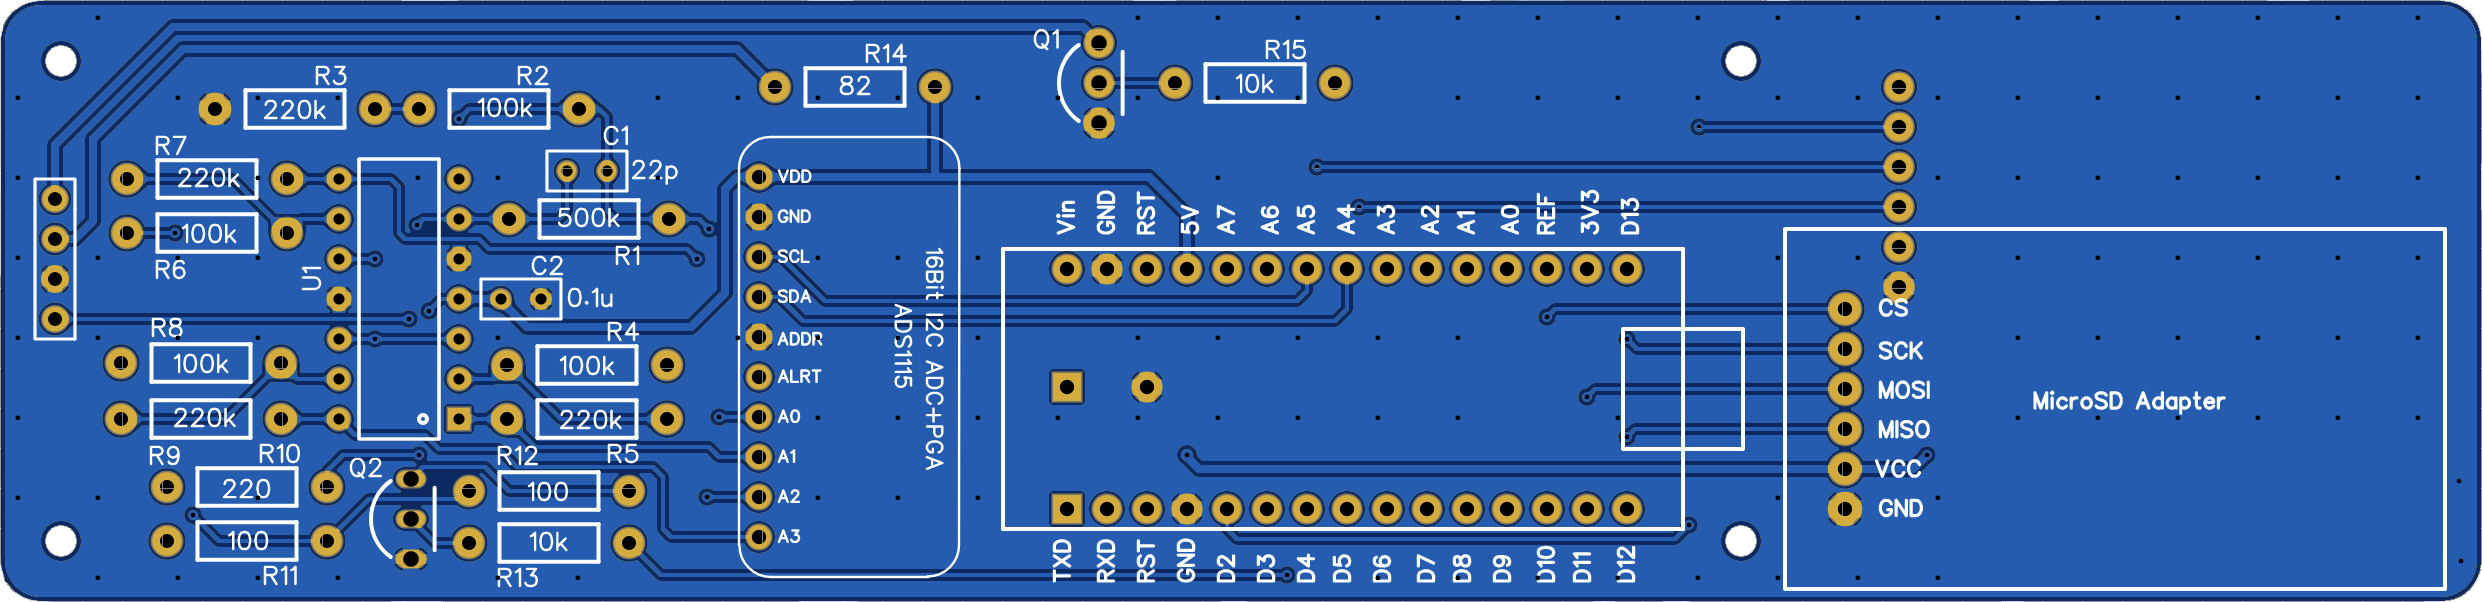 Q1
R15
10k
R14
82
R3
220k
R2
100k
C1
22p
R7
220k
100k
R6
500k
R1
U1
C2
0.1u
R8
100k
R4
100k
220k
220k
R5
R9
R10
220
Q2
R12
100
100
R11
10k
R13
VDD
GND
SCL
SDA
ADDR
ALRT
A0
A1
A2
A3
16Bit I2C ADC+PGA
ADS1115
Vin
GND
RST
5V
A7
A6
A5
A4
A3
A2
A1
A0
REF
3V3
D13
TXD
RXD
RST
GND
D2
D3
D4
D5
D6
D7
D8
D9
D10
D11
D12
CS
SCK
MOSI
MISO
VCC
GND
MicroSD Adapter